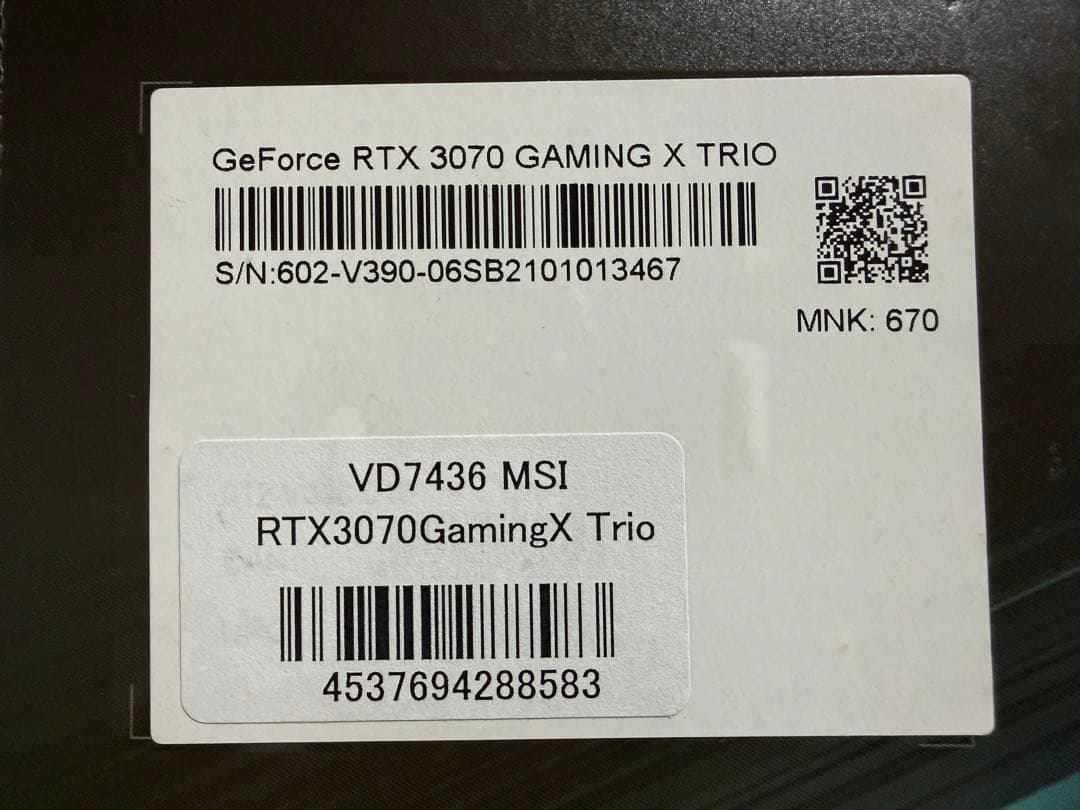 GeForce RTX 3070 GAMING X TRIO
S/N:602-V390-06SB2101013467
MNK: 670
VD7436 MSI
RTX3070GamingX Trio
4537694288583